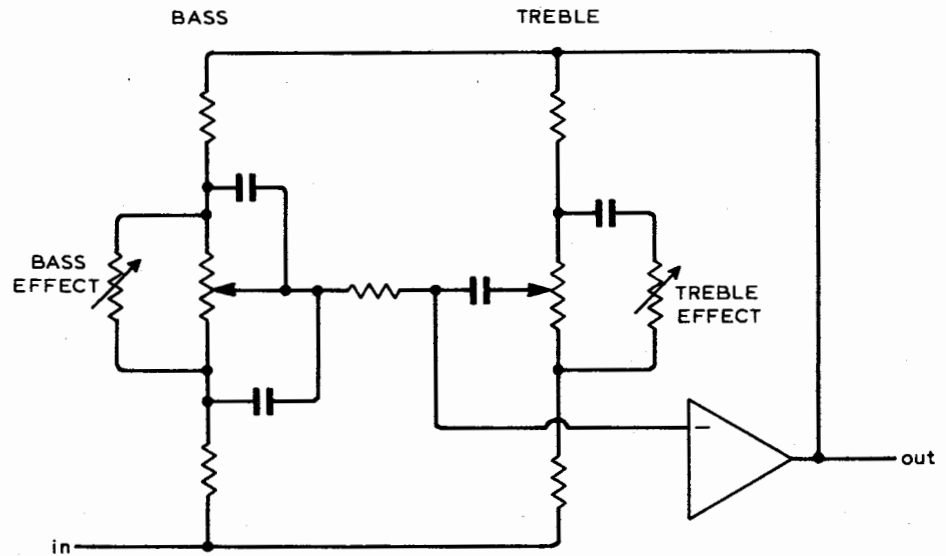 BASS
TREBLE
BASS
EFFECT
TREBLE
EFFECT
−
out
in